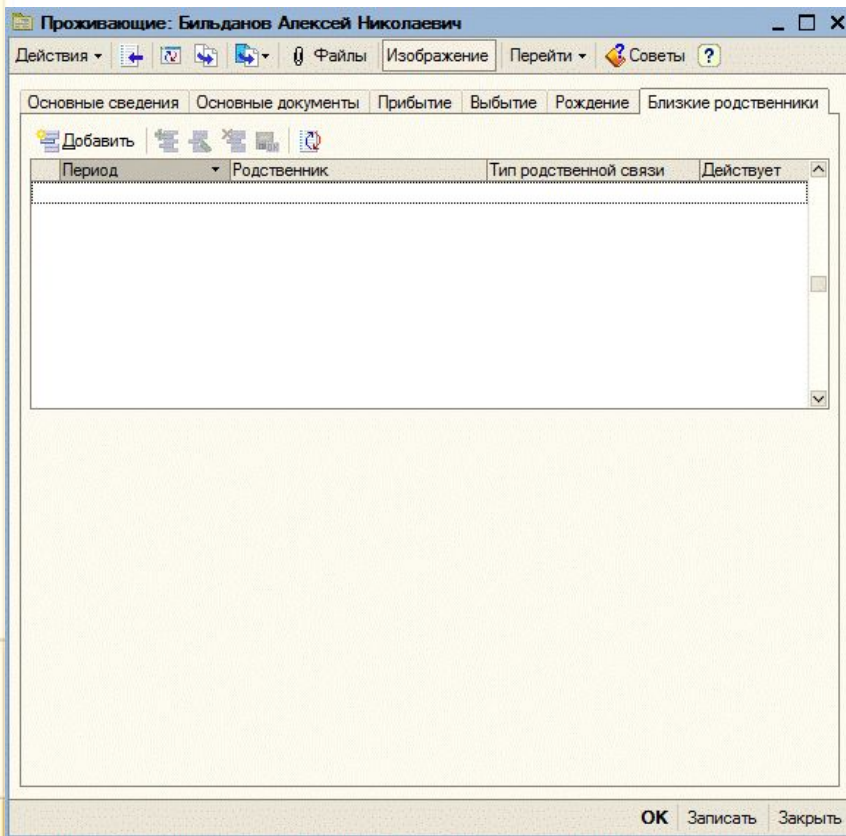 Проживающие: Бильданов Алексей Николаевич
Действия Файлы Изображение Перейти Советы ?
Основные сведения Основные документы Прибытие Выбытие Рождение Близкие родственники
Добавить
Период Родственник Тип родственной связи Действует
OK Записать Закрыть